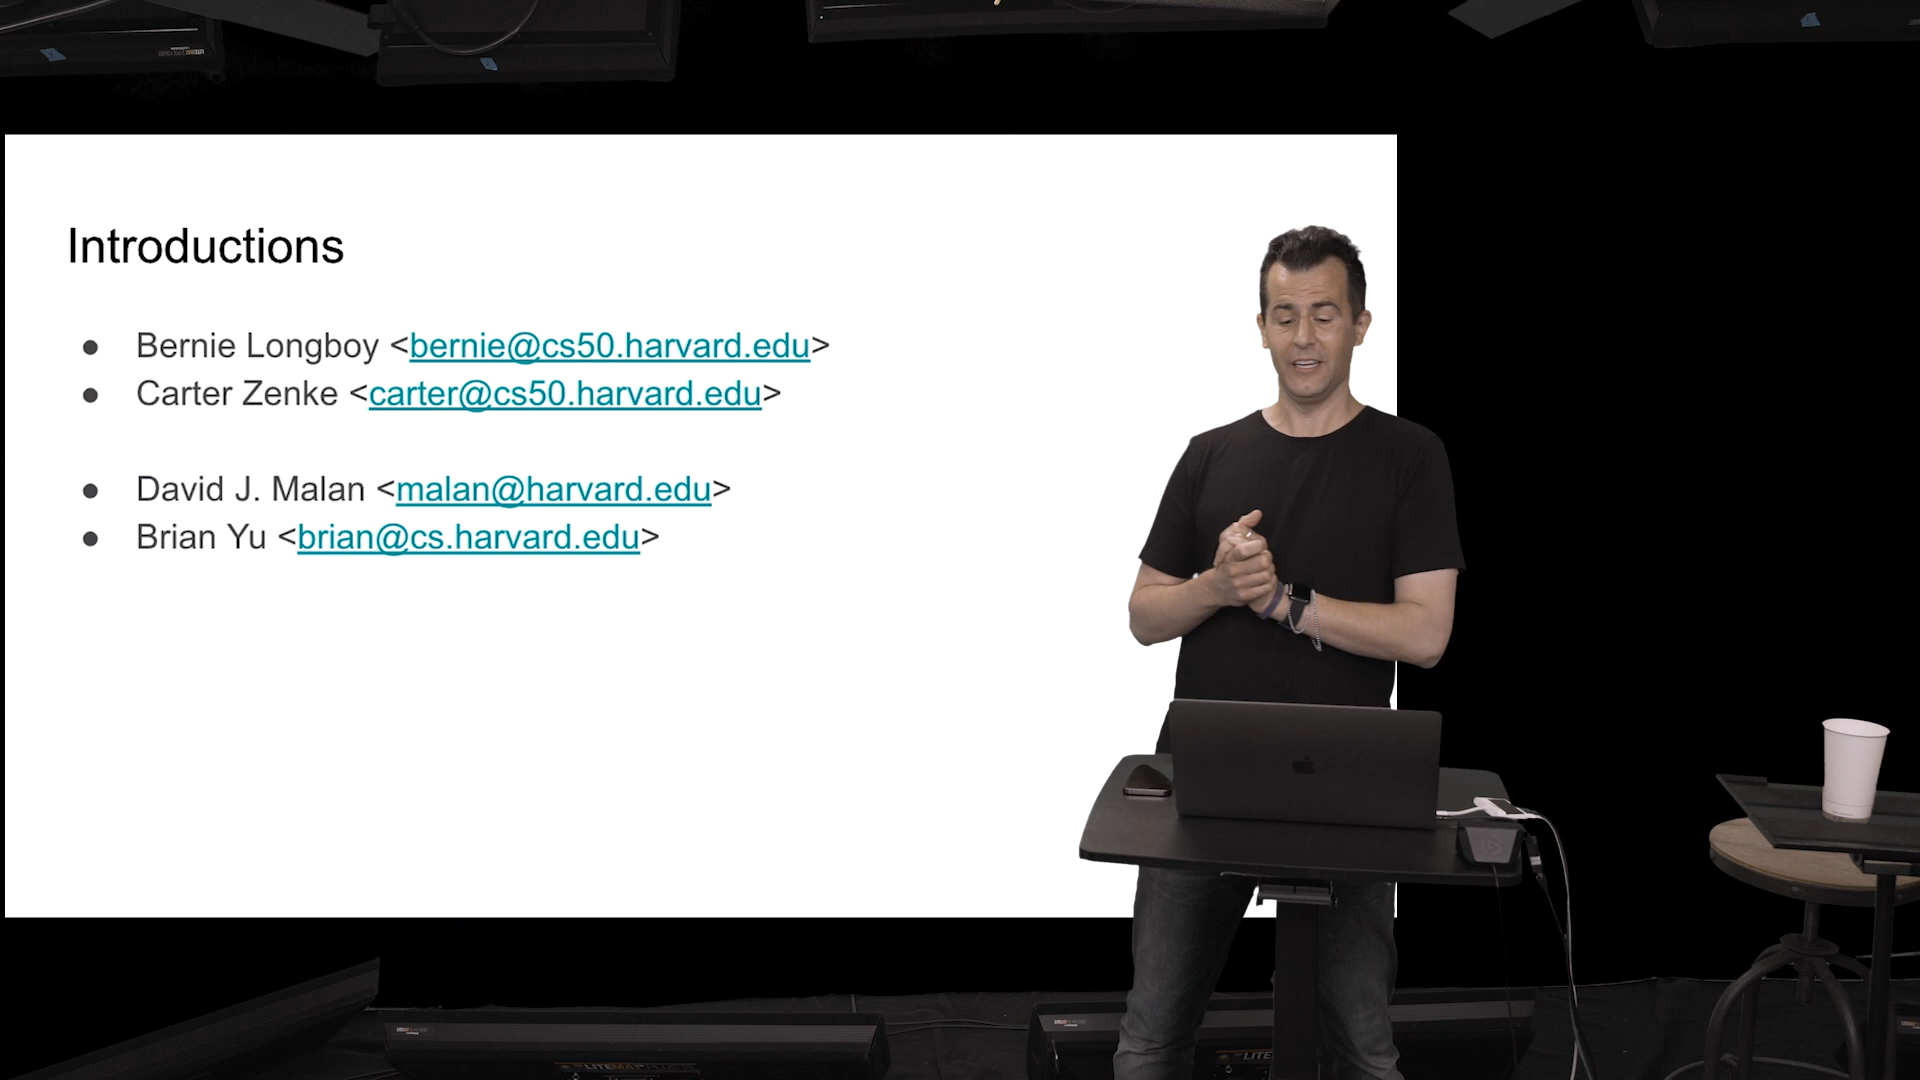 Introductions
● Bernie Longboy <bernie@cs50.harvard.edu>
● Carter Zenke <carter@cs50.harvard.edu>
● David J. Malan <malan@harvard.edu>
● Brian Yu <brian@cs.harvard.edu>